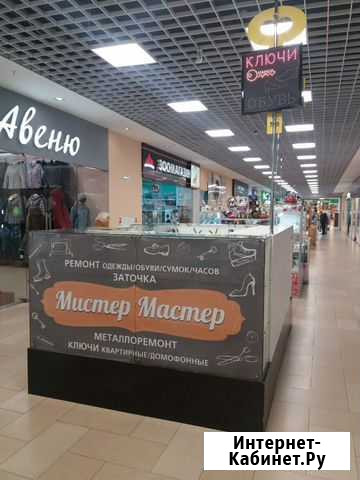 КЛЮЧИ
ОБУВЬ
Авеню
ЗООМАГАЗИН
РЕМОНТ ОДЕЖДЫ/ОБУВИ/СУМОК/ЧАСОВ
ЗАТОЧКА
Мистер Мастер
МЕТАЛЛОРЕМОНТ
КЛЮЧИ КВАРТИРНЫЕ/ДОМОФОННЫЕ
Интернет-
Кабинет.Ру